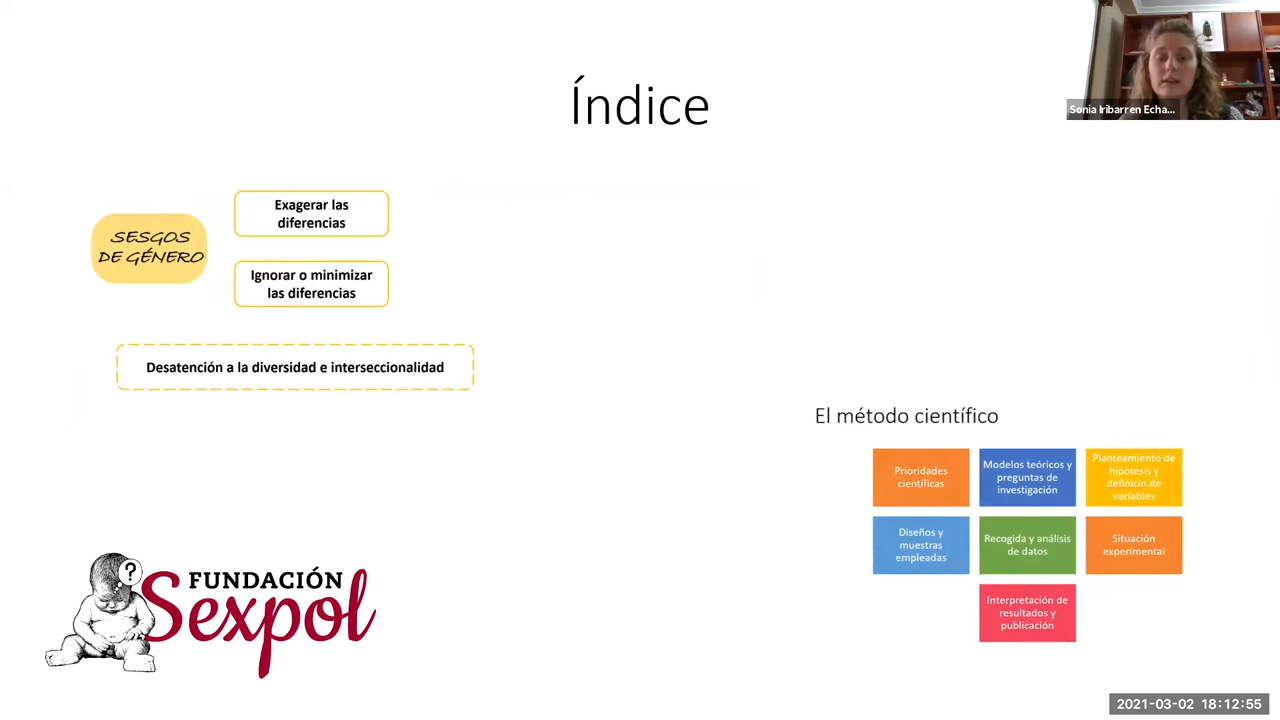 Índice
Sonia Iribarren Echa...
SESGOS
DE GÉNERO
Exagerar las
diferencias
Ignorar o minimizar
las diferencias
Desatención a la diversidad e interseccionalidad
El método científico
Prioridades
científicas
Modelos teóricos y
preguntas de
investigación
Planteamiento de
hipótesis y
definicin de
variables
Diseños y
muestras
empleadas
Recogida y análisis
de datos
Situación
experimental
Interpretación de
resultados y
publicación
?
FUNDACIÓN
Sexpol
2021-03-02 18:12:55